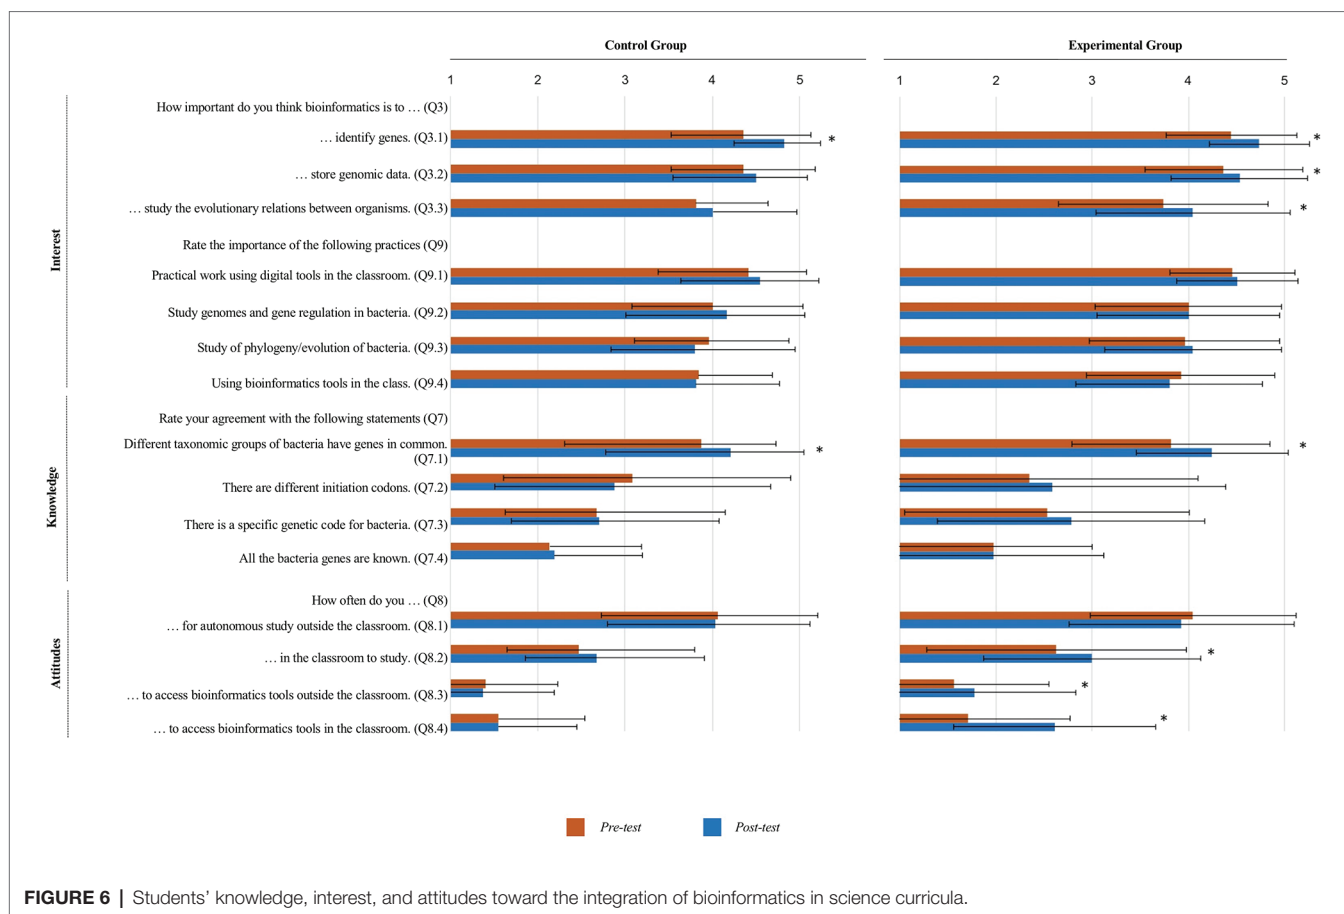 Control Group
Experimental Group
1 2 3 4 5
1 2 3 4 5
Interest
How important do you think bioinformatics is to … (Q3)
… identify genes. (Q3.1)
*
*
… store genomic data. (Q3.2)
*
… study the evolutionary relations between organisms. (Q3.3)
*
Rate the importance of the following practices (Q9)
Practical work using digital tools in the classroom. (Q9.1)
Study genomes and gene regulation in bacteria. (Q9.2)
Study of phylogeny/evolution of bacteria. (Q9.3)
Using bioinformatics tools in the class. (Q9.4)
Knowledge
Rate your agreement with the following statements (Q7)
Different taxonomic groups of bacteria have genes in common.
(Q7.1)
*
*
There are different initiation codons. (Q7.2)
There is a specific genetic code for bacteria. (Q7.3)
All the bacteria genes are known. (Q7.4)
Attitudes
How often do you … (Q8)
… for autonomous study outside the classroom. (Q8.1)
… in the classroom to study. (Q8.2)
*
… to access bioinformatics tools outside the classroom. (Q8.3)
*
… to access bioinformatics tools in the classroom. (Q8.4)
*
Pre-test
Post-test
FIGURE 6 | Students’ knowledge, interest, and attitudes toward the integration of bioinformatics in science curricula.